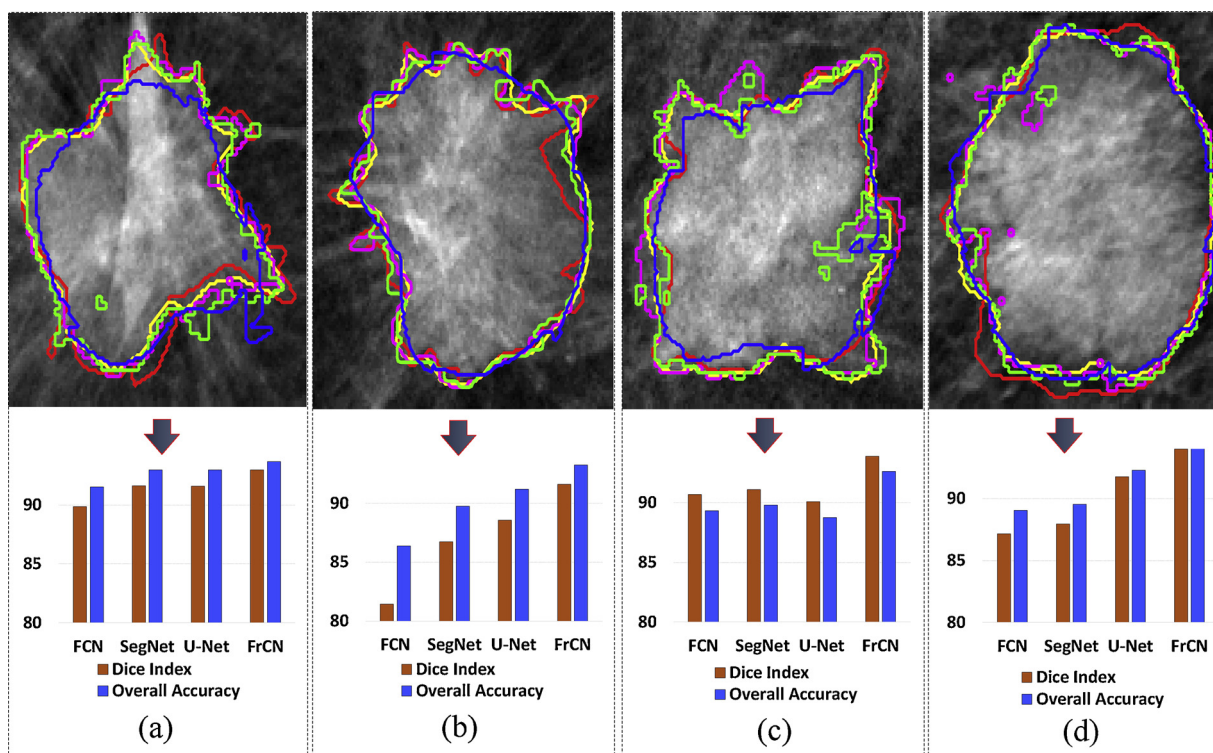 90
85
80
FCN SegNet U-Net FrCN
Dice Index
Overall Accuracy
(a)
90
85
80
FCN SegNet U-Net FrCN
Dice Index
Overall Accuracy
(b)
90
85
80
FCN SegNet U-Net FrCN
Dice Index
Overall Accuracy
(c)
90
85
80
FCN SegNet U-Net FrCN
Dice Index
Overall Accuracy
(d)